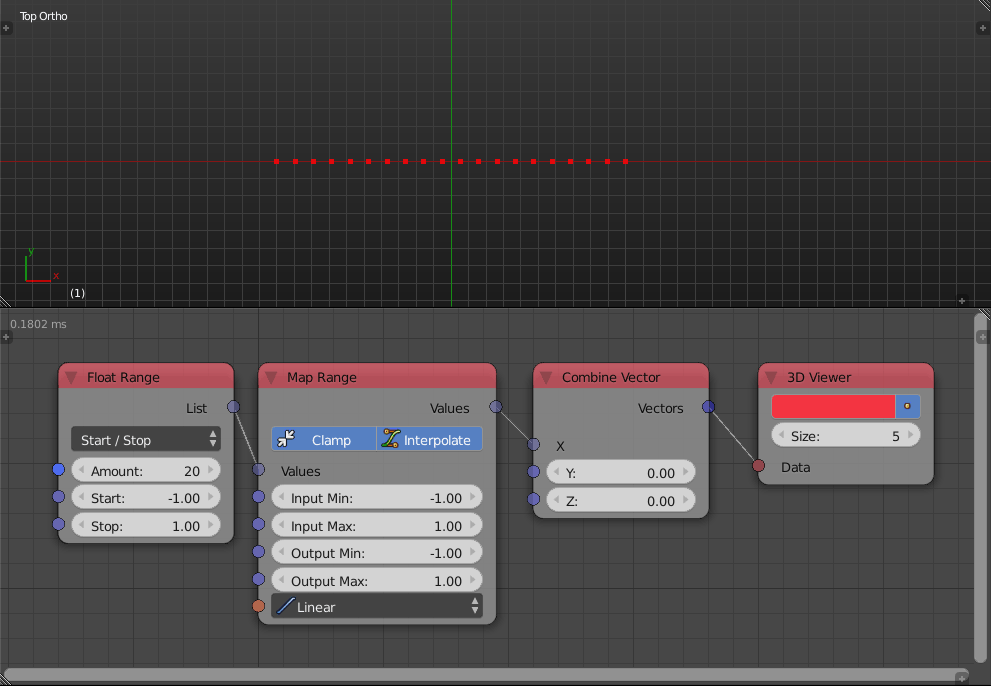 Top Ortho
y
x
(1)
0.1802 ms
Float Range
List
Start / Stop
Amount: 20
Start: -1.00
Stop: 1.00
Map Range
Values
Clamp Interpolate
Values
Input Min: -1.00
Input Max: 1.00
Output Min: -1.00
Output Max: 1.00
Linear
Combine Vector
Vectors
X
Y: 0.00
Z: 0.00
3D Viewer
Size: 5
Data